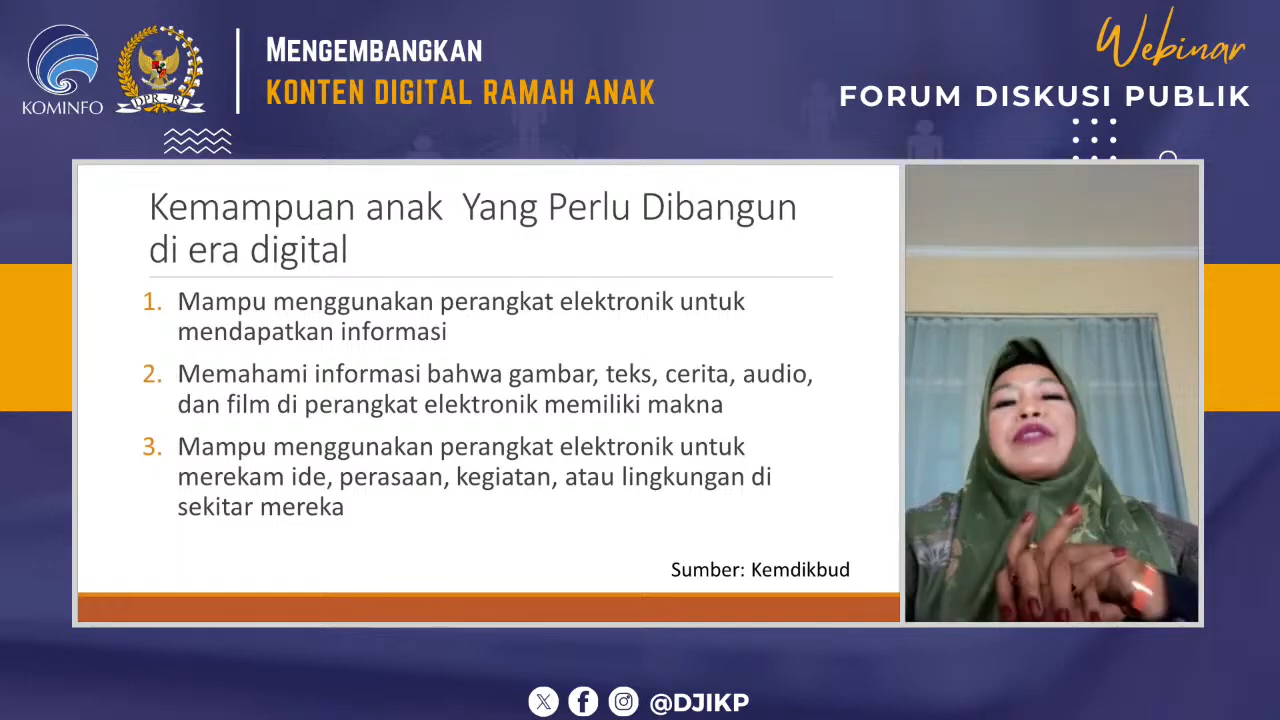 KOMINFO
DPR - RI
MENGEMBANGKAN
KONTEN DIGITAL RAMAH ANAK
Webinar
FORUM DISKUSI PUBLIK
Kemampuan anak Yang Perlu Dibangun
di era digital
1. Mampu menggunakan perangkat elektronik untuk
mendapatkan informasi
2. Memahami informasi bahwa gambar, teks, cerita, audio,
dan film di perangkat elektronik memiliki makna
3. Mampu menggunakan perangkat elektronik untuk
merekam ide, perasaan, kegiatan, atau lingkungan di
sekitar mereka
Sumber: Kemdikbud
@DJIKP